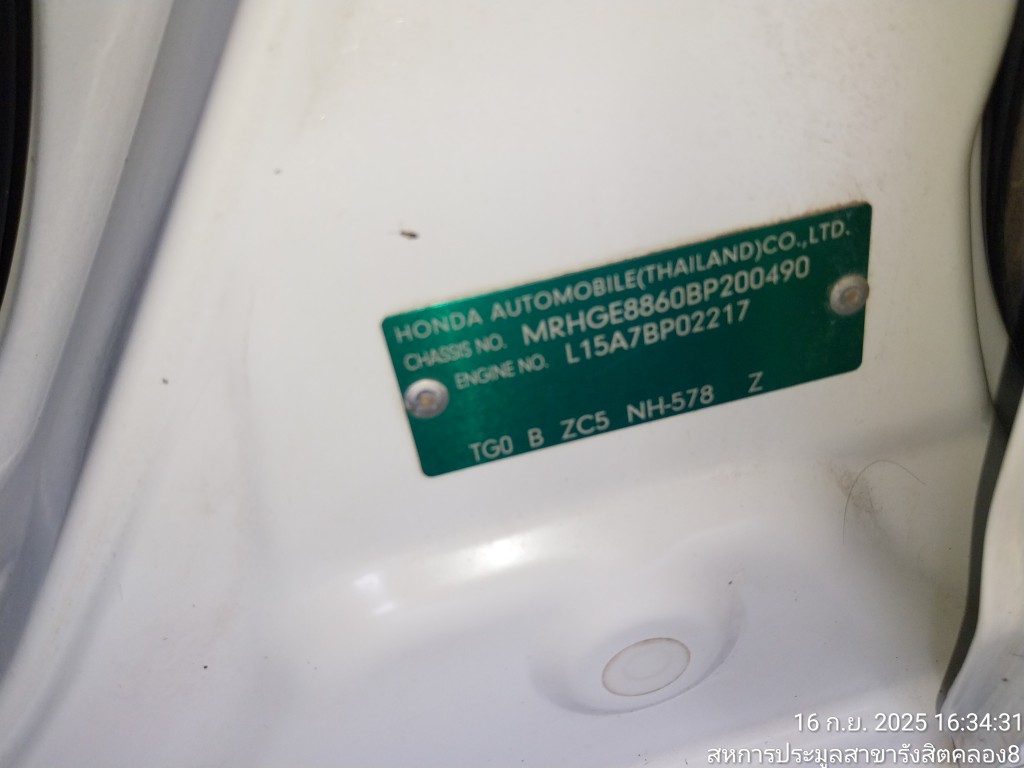 HONDA AUTOMOBILE(THAILAND)CO.,LTD.
CHASSIS NO. MRHGE8860BP200490
ENGINE NO. L15A7BP02217
TG0 B ZC5 NH-578 Z
16 ก.ย. 2025 16:34:31
สหการประมูลสาขารังสิตคลอง8